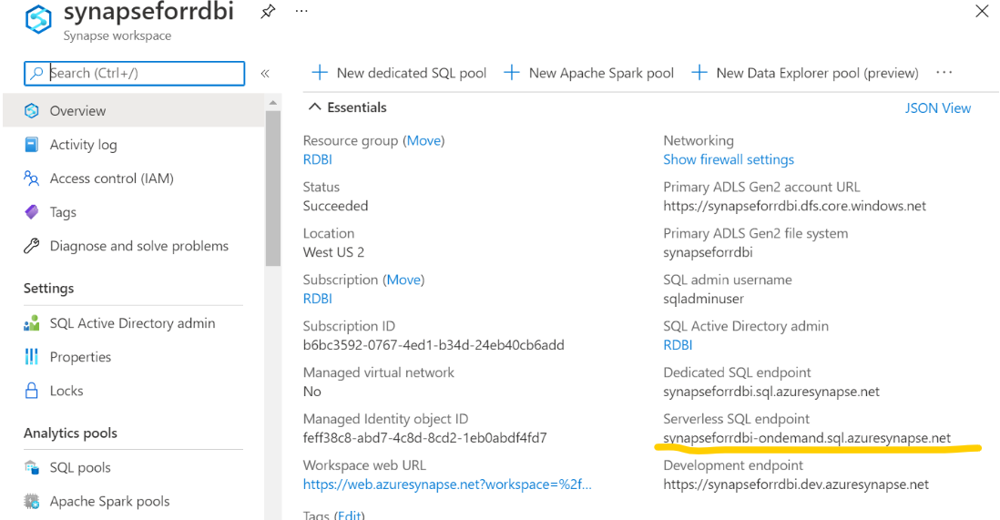 synapseforrdbi
...
Synapse workspace
Search (Ctrl+/)
«
Overview
Activity log
Access control (IAM)
Tags
Diagnose and solve problems
Settings
SQL Active Directory admin
Properties
Locks
Analytics pools
SQL pools
Apache Spark pools
+ New dedicated SQL pool + New Apache Spark pool + New Data Explorer pool (preview) ...
Essentials
JSON View
Resource group (Move)
RDBI
Status
Succeeded
Location
West US 2
Subscription (Move)
RDBI
Subscription ID
b6bc3592-0767-4ed1-b34d-24eb40cb6add
Managed virtual network
No
Managed Identity object ID
feff38c8-abd7-4c8d-8cd2-1eb0abdf4fd7
Workspace web URL
https://web.azuresynapse.net?workspace=%2f...
Tags (Edit)
Networking
Show firewall settings
Primary ADLS Gen2 account URL
https://synapseforrdbi.dfs.core.windows.net
Primary ADLS Gen2 file system
synapseforrdbi
SQL admin username
sqladminuser
SQL Active Directory admin
RDBI
Dedicated SQL endpoint
synapseforrdbi.sql.azuresynapse.net
Serverless SQL endpoint
synapseforrdbi-ondemand.sql.azuresynapse.net
Development endpoint
https://synapseforrdbi.dev.azuresynapse.net